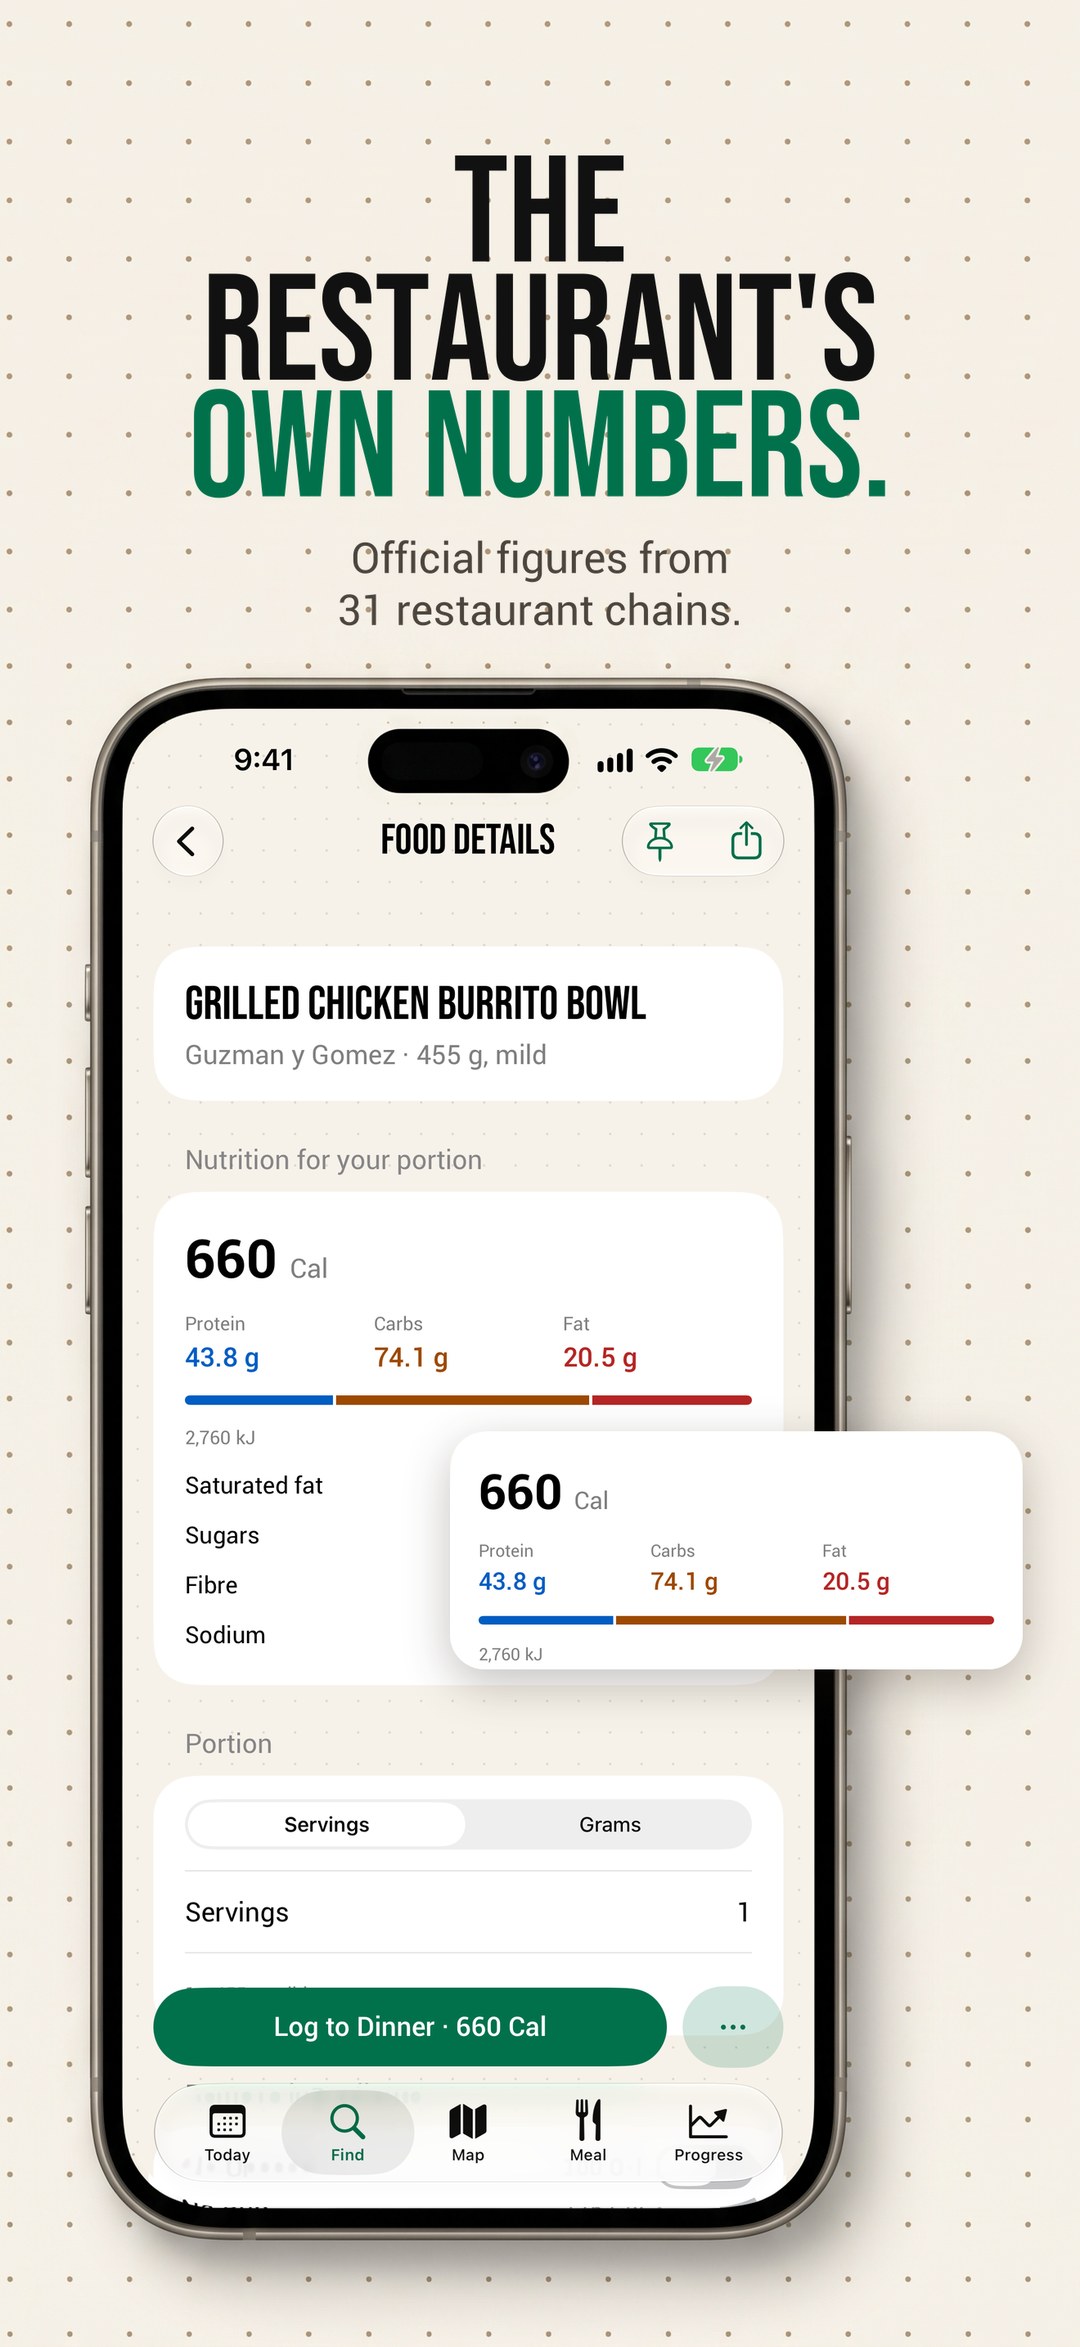 THE
RESTAURANT'S
OWN NUMBERS.
Official figures from
31 restaurant chains.
9:41
FOOD DETAILS
GRILLED CHICKEN BURRITO BOWL
Guzman y Gomez · 455 g, mild
Nutrition for your portion
660 Cal
Protein Carbs Fat
43.8 g 74.1 g 20.5 g
2,760 kJ
Saturated fat
Sugars
Fibre
Sodium
660 Cal
Protein Carbs Fat
43.8 g 74.1 g 20.5 g
2,760 kJ
Portion
Servings Grams
Servings 1
Log to Dinner · 660 Cal
Today Find Map Meal Progress